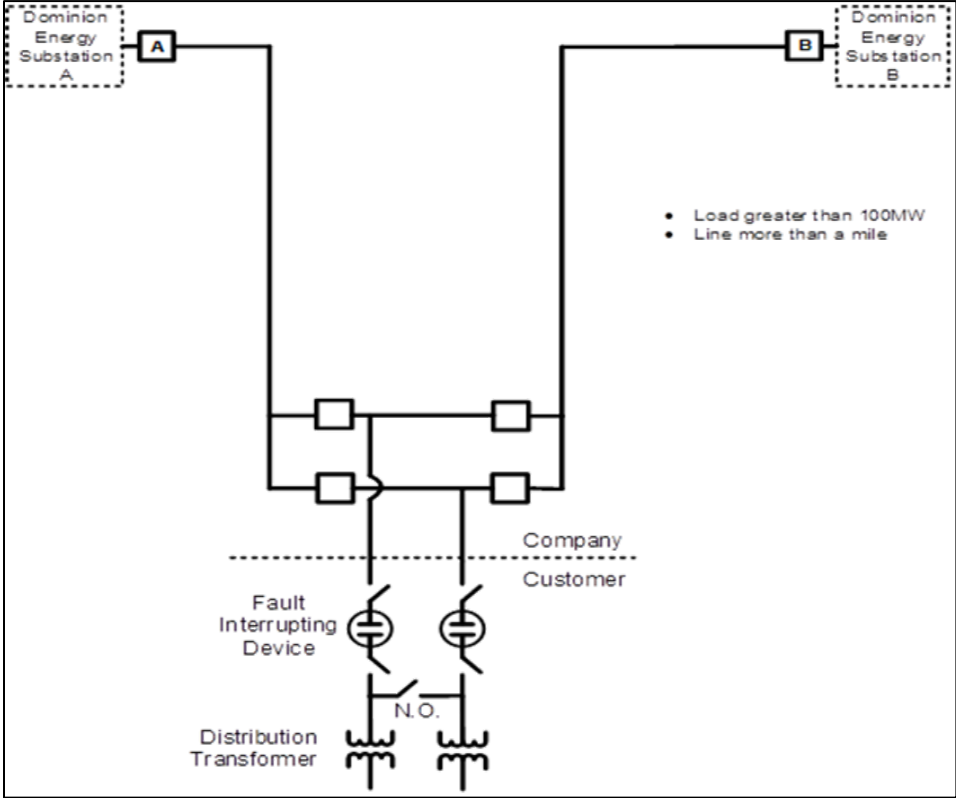 Dominion
Energy
Substation
A
A
B
Dominion
Energy
Substation
B
• Load greater than 100MW
• Line more than a mile
Company
Customer
Fault
Interrupting
Device
N.O.
Distribution
Transformer